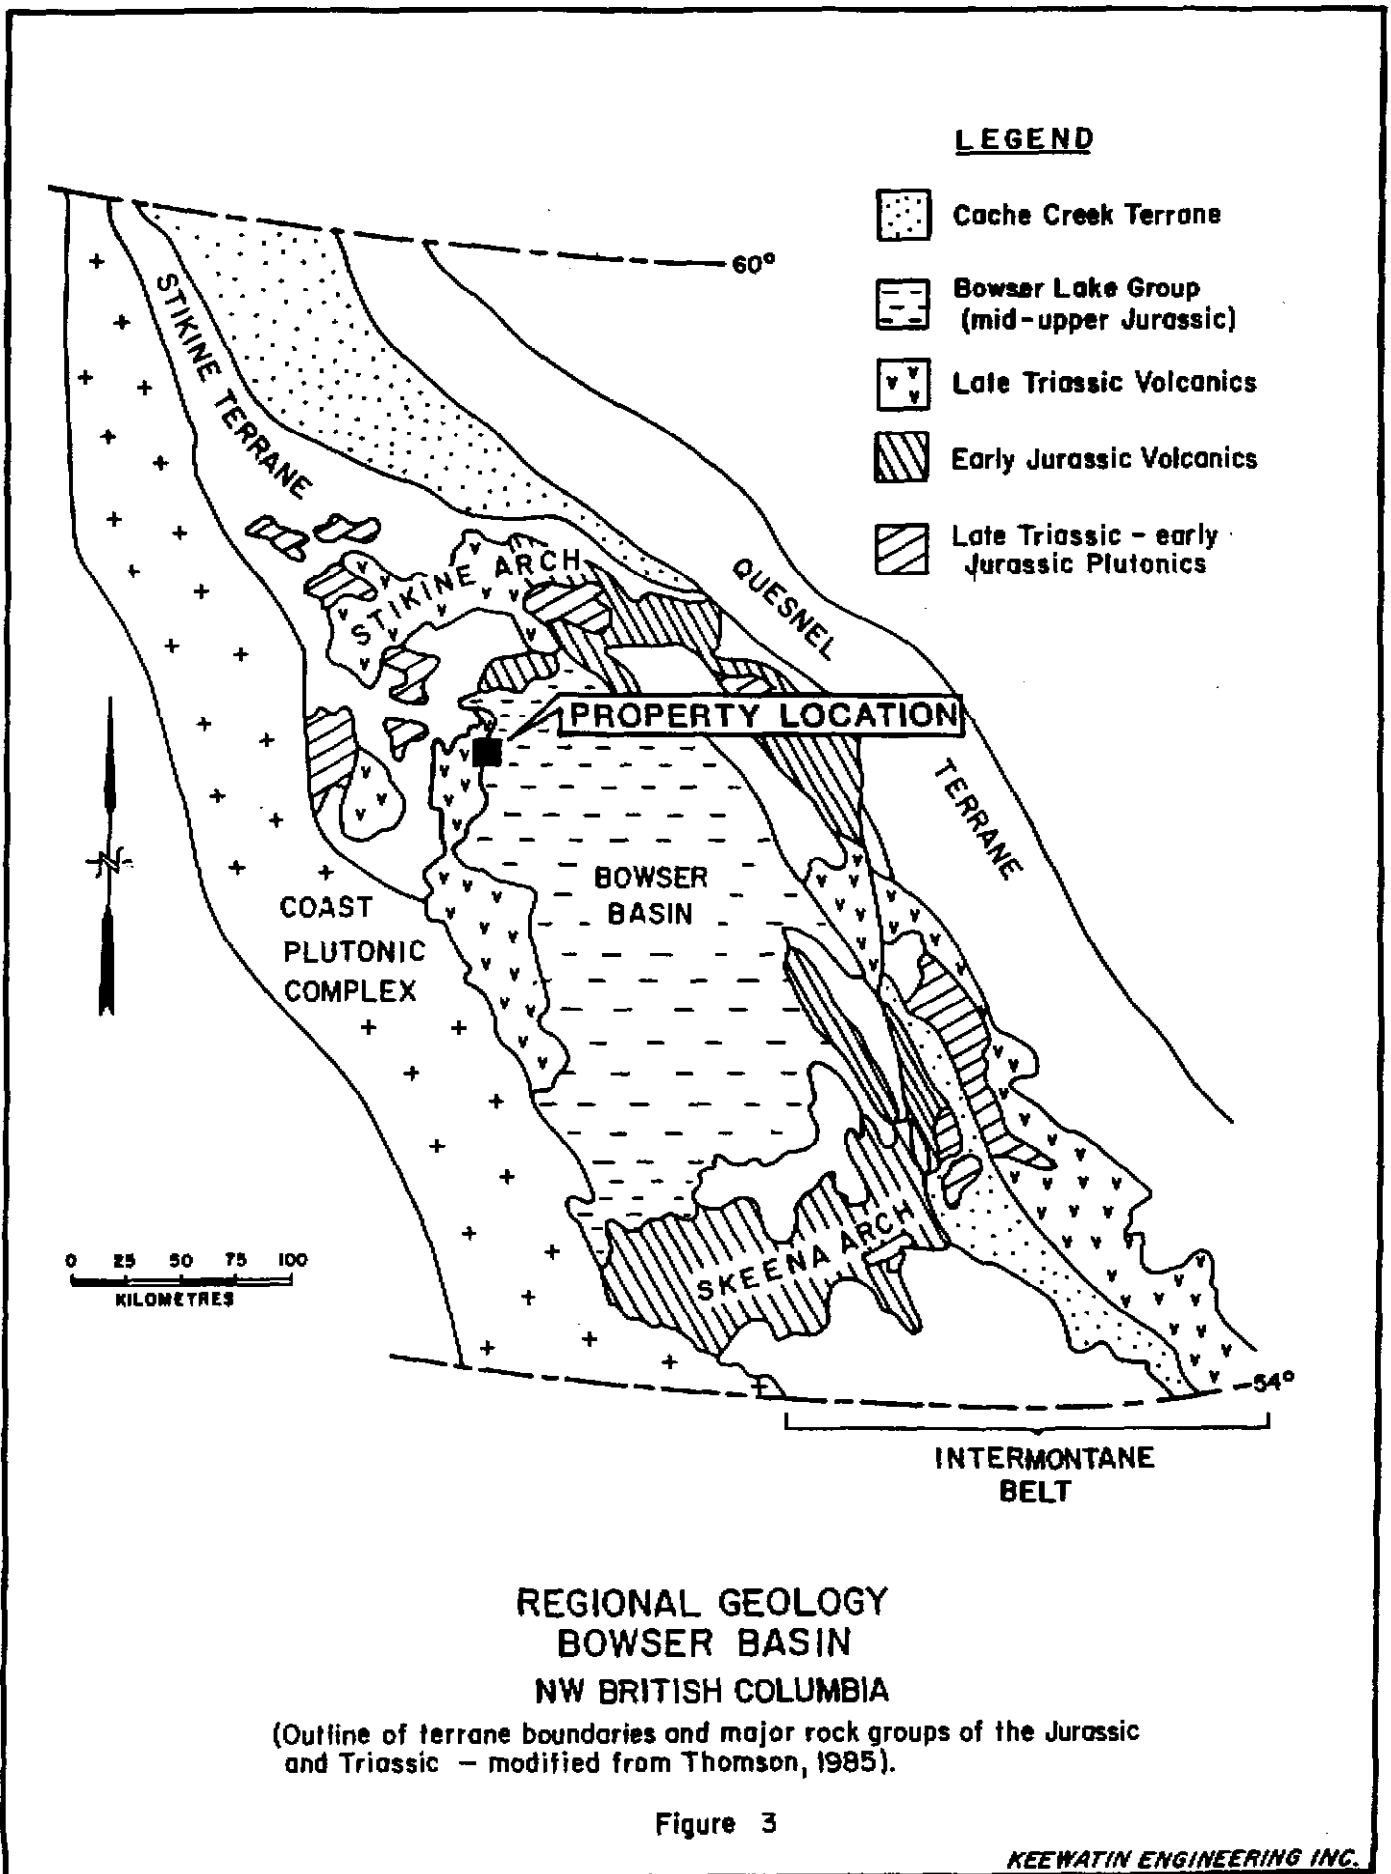 LEGEND
Cache Creek Terrane
Bowser Lake Group
(mid-upper Jurassic)
Late Triassic Volcanics
Early Jurassic Volcanics
Late Triassic - early
Jurassic Plutonics
60°
STIKINE TERRANE
STIKINE ARCH
QUESNEL
TERRANE
PROPERTY LOCATION
BOWSER
BASIN
COAST
PLUTONIC
COMPLEX
SKEENA ARCH
0 25 50 75 100
KILOMETRES
54°
INTERMONTANE
BELT
REGIONAL GEOLOGY
BOWSER BASIN
NW BRITISH COLUMBIA
(Outline of terrane boundaries and major rock groups of the Jurassic
and Triassic - modified from Thomson, 1985).
Figure 3
KEEWATIN ENGINEERING INC.